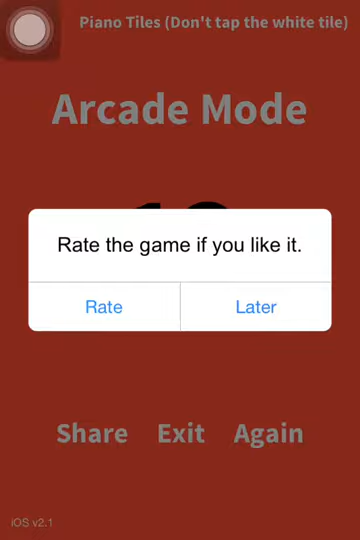 Piano Tiles (Don't tap the white tile)
Arcade Mode
Rate the game if you like it.
Rate Later
Share Exit Again
iOS v2.1